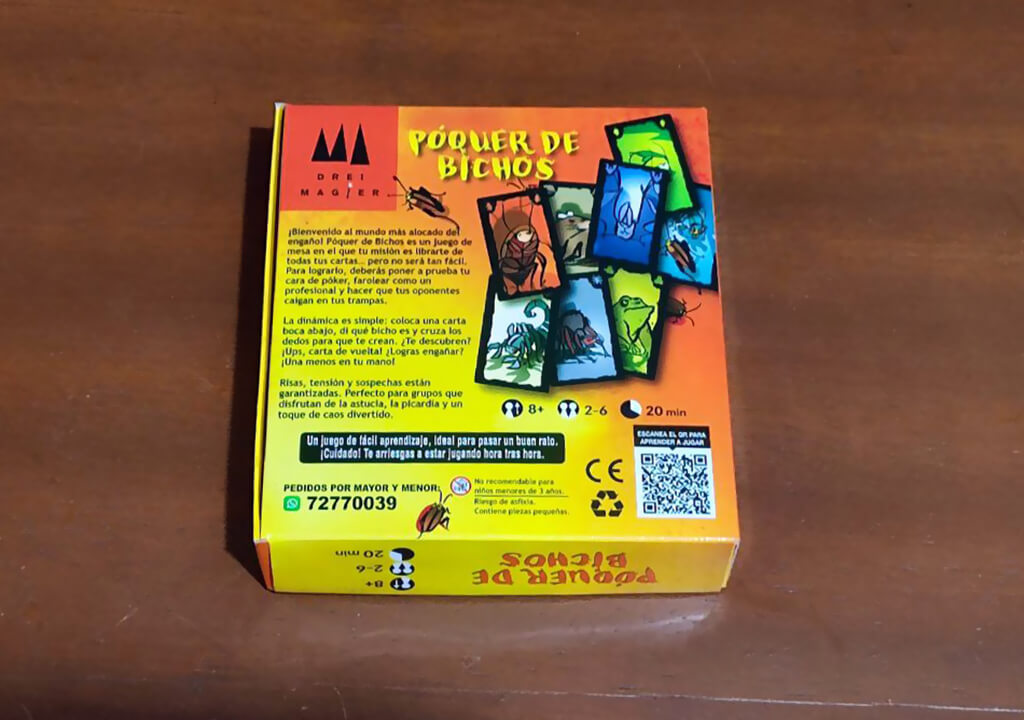 DREI
MAGIER
PÓQUER DE
BICHOS
¡Bienvenido al mundo más alocado del
engaño! Póquer de Bichos es un juego de
mesa en el que tu misión es librarte de
todas tus cartas... pero no será tan fácil.
Para lograrlo, deberás poner a prueba tu
cara de póker, farolear como un
profesional y hacer que tus oponentes
caigan en tus trampas.
La dinámica es simple: coloca una carta
boca abajo, di qué bicho es y cruza los
dedos para que te crean. ¿Te descubren?
¡Ups, carta de vuelta! ¿Logras engañar?
¡Una menos en tu mano!
Risas, tensión y sospechas están
garantizadas. Perfecto para grupos que
disfrutan de la astucia, la picardía y un
toque de caos divertido.
8+ 2-6 20 min
Un juego de fácil aprendizaje, ideal para pasar un buen rato.
¡Cuidado! Te arriesgas a estar jugando hora tras hora.
ESCANEA EL QR PARA
APRENDER A JUGAR
CE
PEDIDOS POR MAYOR Y MENOR:
72770039
No recomendable para
niños menores de 3 años.
Riesgo de asfixia.
Contiene piezas pequeñas.
PÓQUER DE
BICHOS
8+
2-6
20 min